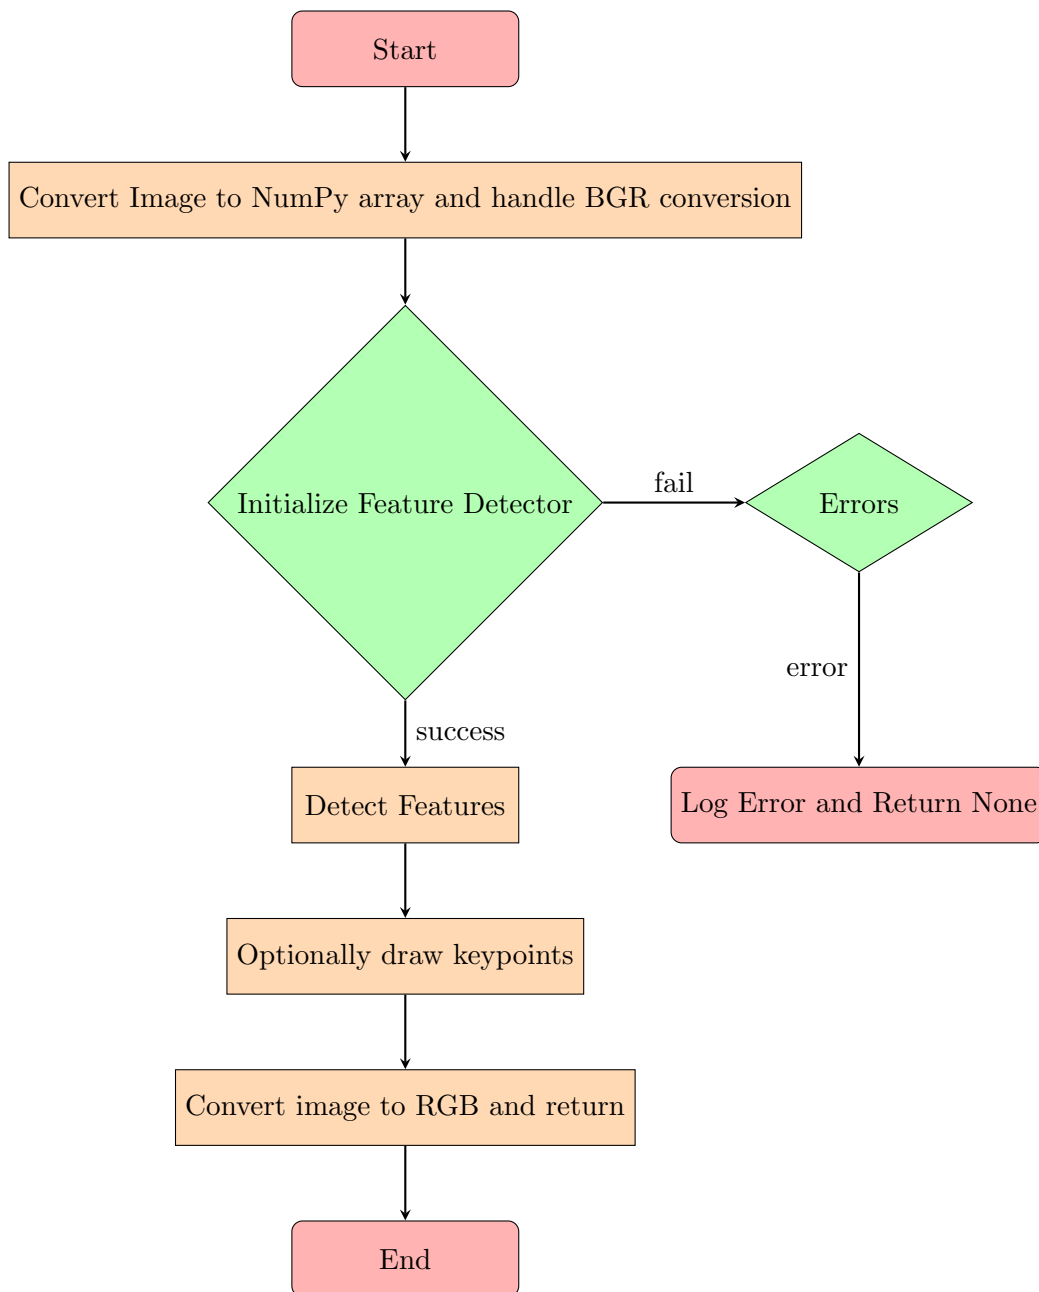 Start
Convert Image to NumPy array and handle BGR conversion
Initialize Feature Detector
fail
Errors
success
error
Detect Features
Log Error and Return None
Optionally draw keypoints
Convert image to RGB and return
End